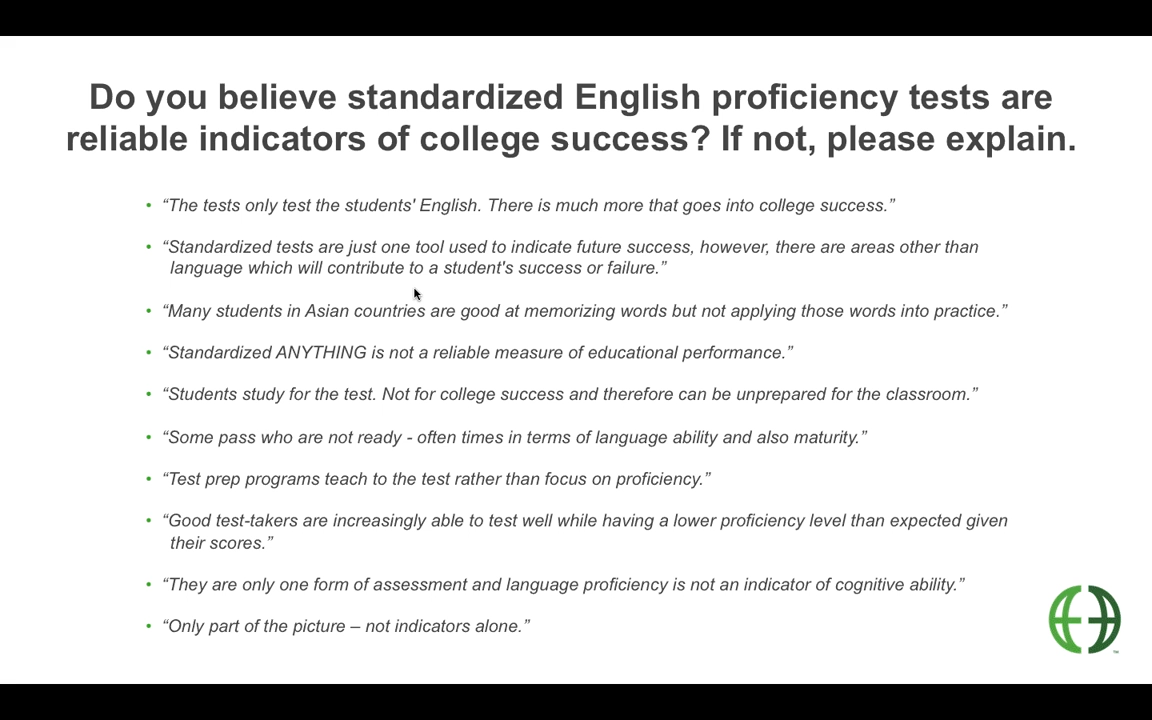 Do you believe standardized English proficiency tests are
reliable indicators of college success? If not, please explain.
• “The tests only test the students' English. There is much more that goes into college success.”
• “Standardized tests are just one tool used to indicate future success, however, there are areas other than
language which will contribute to a student's success or failure.”
• “Many students in Asian countries are good at memorizing words but not applying those words into practice.”
• “Standardized ANYTHING is not a reliable measure of educational performance.”
• “Students study for the test. Not for college success and therefore can be unprepared for the classroom.”
• “Some pass who are not ready - often times in terms of language ability and also maturity.”
• “Test prep programs teach to the test rather than focus on proficiency.”
• “Good test-takers are increasingly able to test well while having a lower proficiency level than expected given
their scores.”
• “They are only one form of assessment and language proficiency is not an indicator of cognitive ability.”
• “Only part of the picture – not indicators alone.”